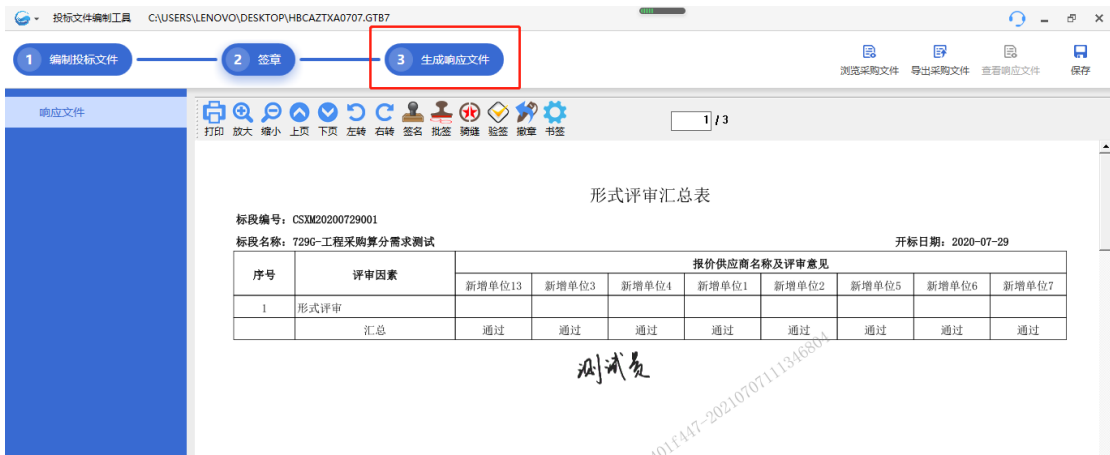 投标文件编制工具 C:\USERS\LENOVO\DESKTOP\HBCAZTXA0707.GTB7
1 编制投标文件 2 签章 3 生成响应文件
浏览采购文件 导出采购文件 查看响应文件 保存
响应文件
打印 放大 缩小 上页 下页 左转 右转 签名 批签 骑缝 验签 撤章 书签
1 / 3
形式评审汇总表
标段编号：CSXM20200729001
标段名称：729G-工程采购算分需求测试 开标日期：2020-07-29
序号 评审因素 报价供应商名称及评审意见
新增单位13 新增单位3 新增单位4 新增单位1 新增单位2 新增单位5 新增单位6 新增单位7
1 形式评审
汇总 通过 通过 通过 通过 通过 通过 通过 通过
测试员
401f447-20210707111346804